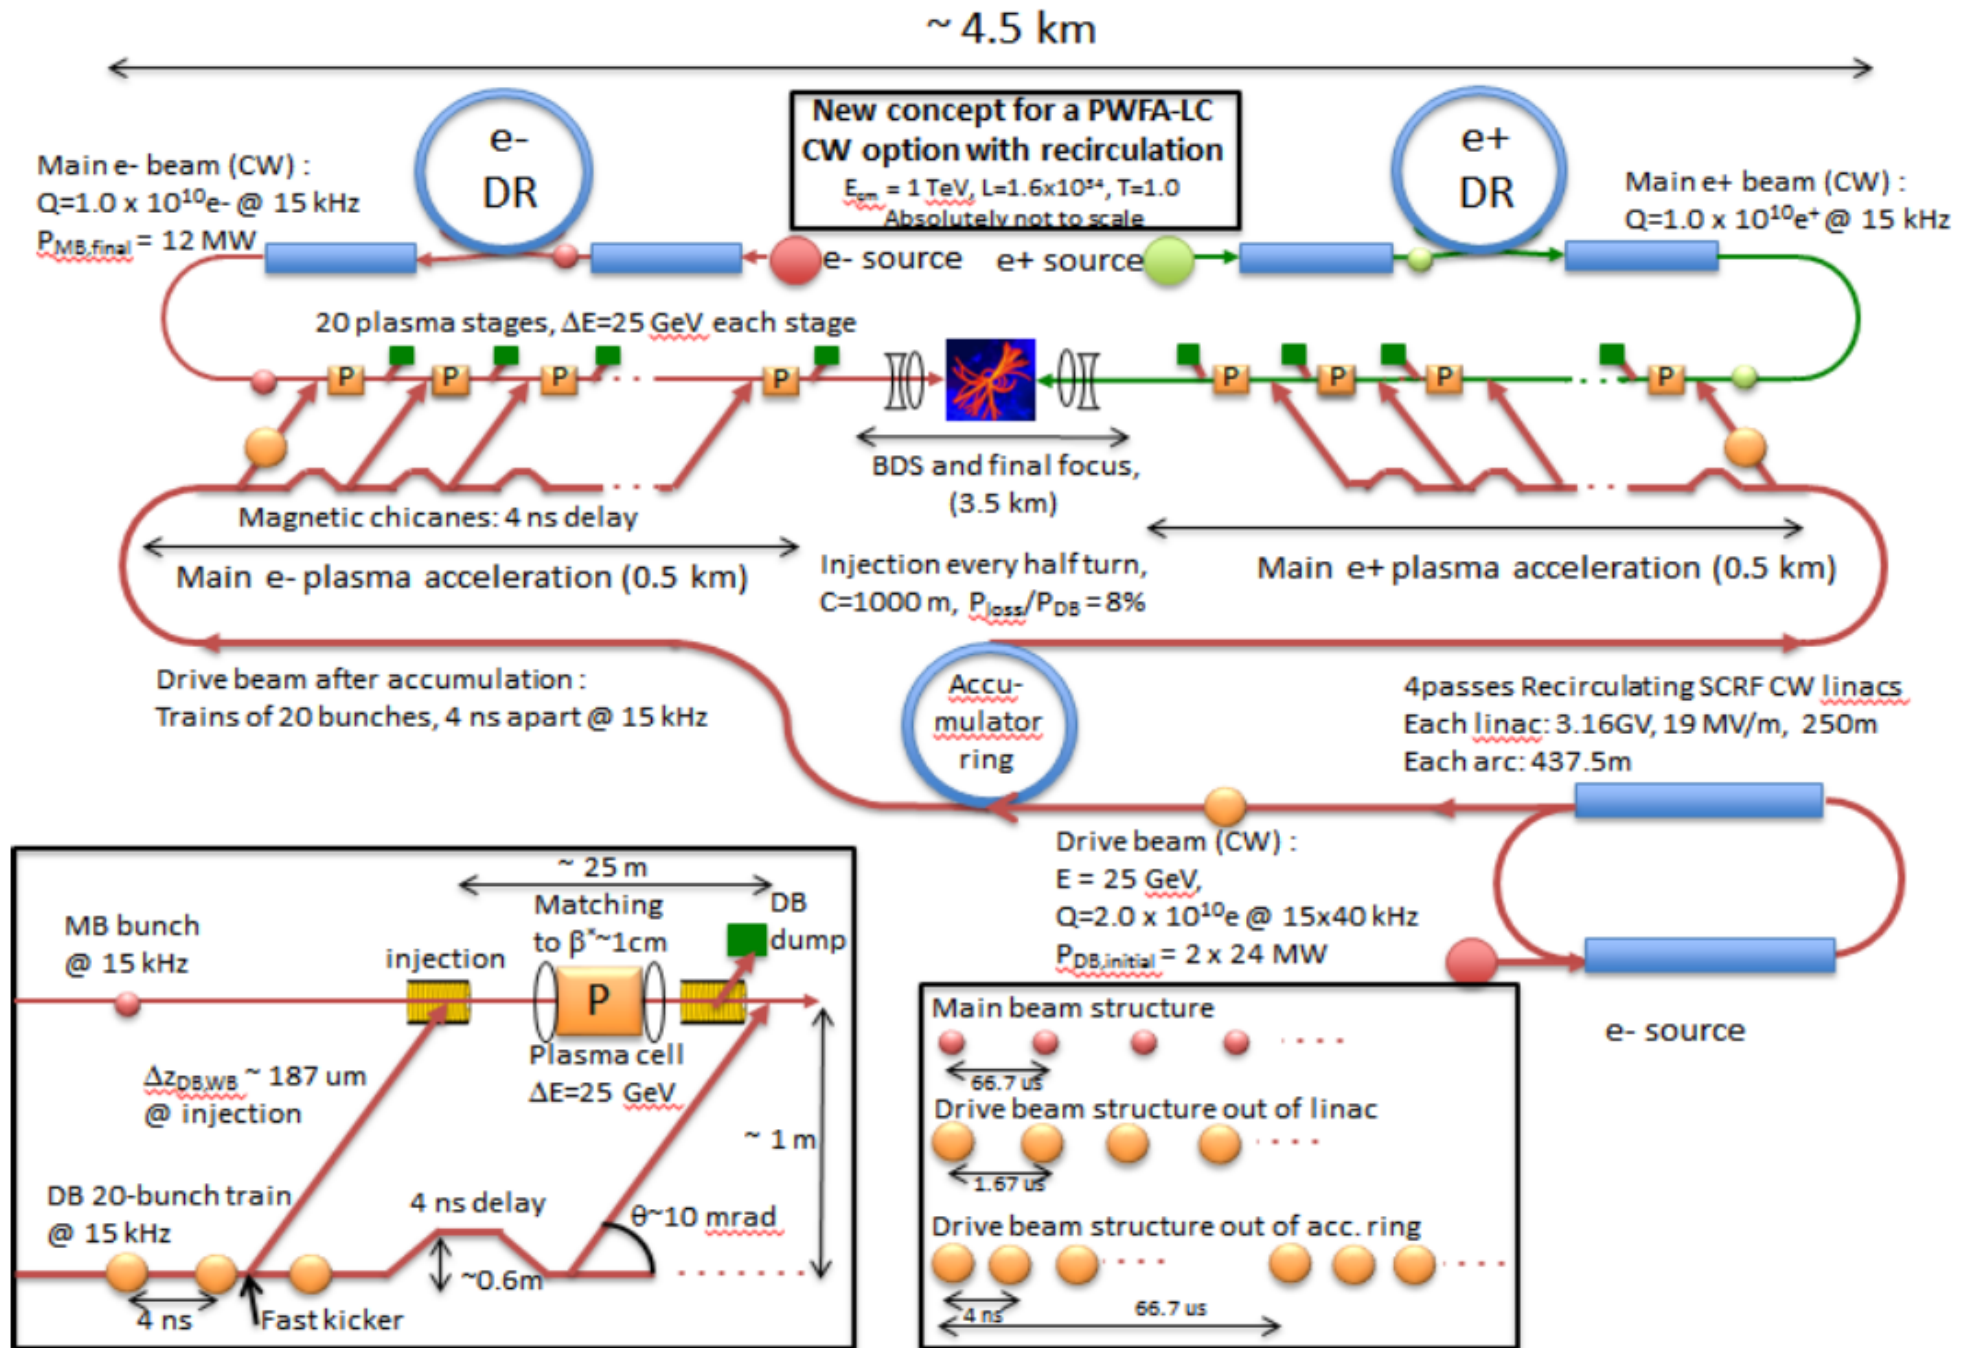 ~ 4.5 km
New concept for a PWFA-LC
CW option with recirculation
E_cm = 1 TeV, L=1.6x10³⁴, T=1.0
Absolutely not to scale
e-
DR
e+
DR
Main e- beam (CW) :
Q=1.0 x 10¹⁰e- @ 15 kHz
P_MB,final = 12 MW
Main e+ beam (CW) :
Q=1.0 x 10¹⁰e⁺ @ 15 kHz
e- source
e+ source
20 plasma stages, ΔE=25 GeV each stage
P
P
P
P
P
P
P
P
BDS and final focus,
(3.5 km)
Magnetic chicanes: 4 ns delay
Main e- plasma acceleration (0.5 km)
Injection every half turn,
C=1000 m, P_loss/P_DB = 8%
Main e+ plasma acceleration (0.5 km)
Drive beam after accumulation :
Trains of 20 bunches, 4 ns apart @ 15 kHz
Accu-
mulator
ring
4passes Recirculating SCRF CW linacs
Each linac: 3.16GV, 19 MV/m, 250m
Each arc: 437.5m
Drive beam (CW) :
E = 25 GeV,
Q=2.0 x 10¹⁰e @ 15x40 kHz
P_DB,initial = 2 x 24 MW
e- source
~ 25 m
MB bunch
@ 15 kHz
injection
Matching
to β*~1cm
DB
dump
P
Plasma cell
ΔE=25 GeV
Δz_DB,WB ~ 187 um
@ injection
~ 1 m
DB 20-bunch train
@ 15 kHz
4 ns delay
θ~10 mrad
~0.6m
4 ns
Fast kicker
Main beam structure
66.7 us
Drive beam structure out of linac
1.67 us
Drive beam structure out of acc. ring
4 ns
66.7 us